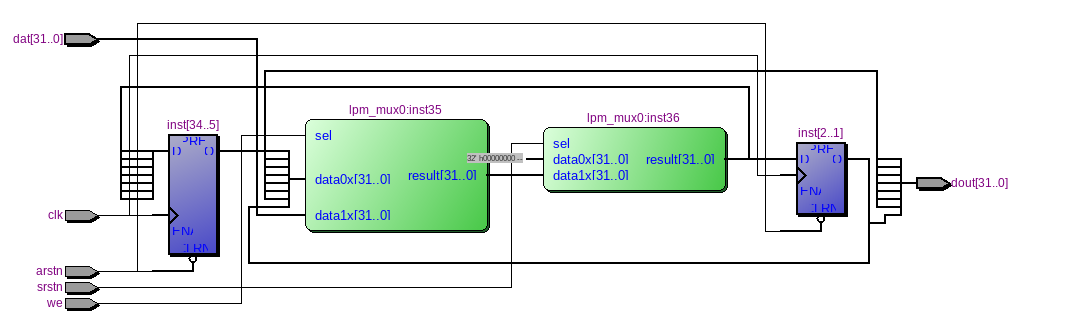 dat[31..0]
clk
arstn
srstn
we
inst[34..5]
PRE
D
Q
ENA
CLRN
lpm_mux0:inst35
sel
data0x[31..0]
data1x[31..0]
result[31..0]
32' h00000000 --
lpm_mux0:inst36
sel
data0x[31..0]
data1x[31..0]
result[31..0]
inst[2..1]
PRE
D
Q
ENA
CLRN
dout[31..0]